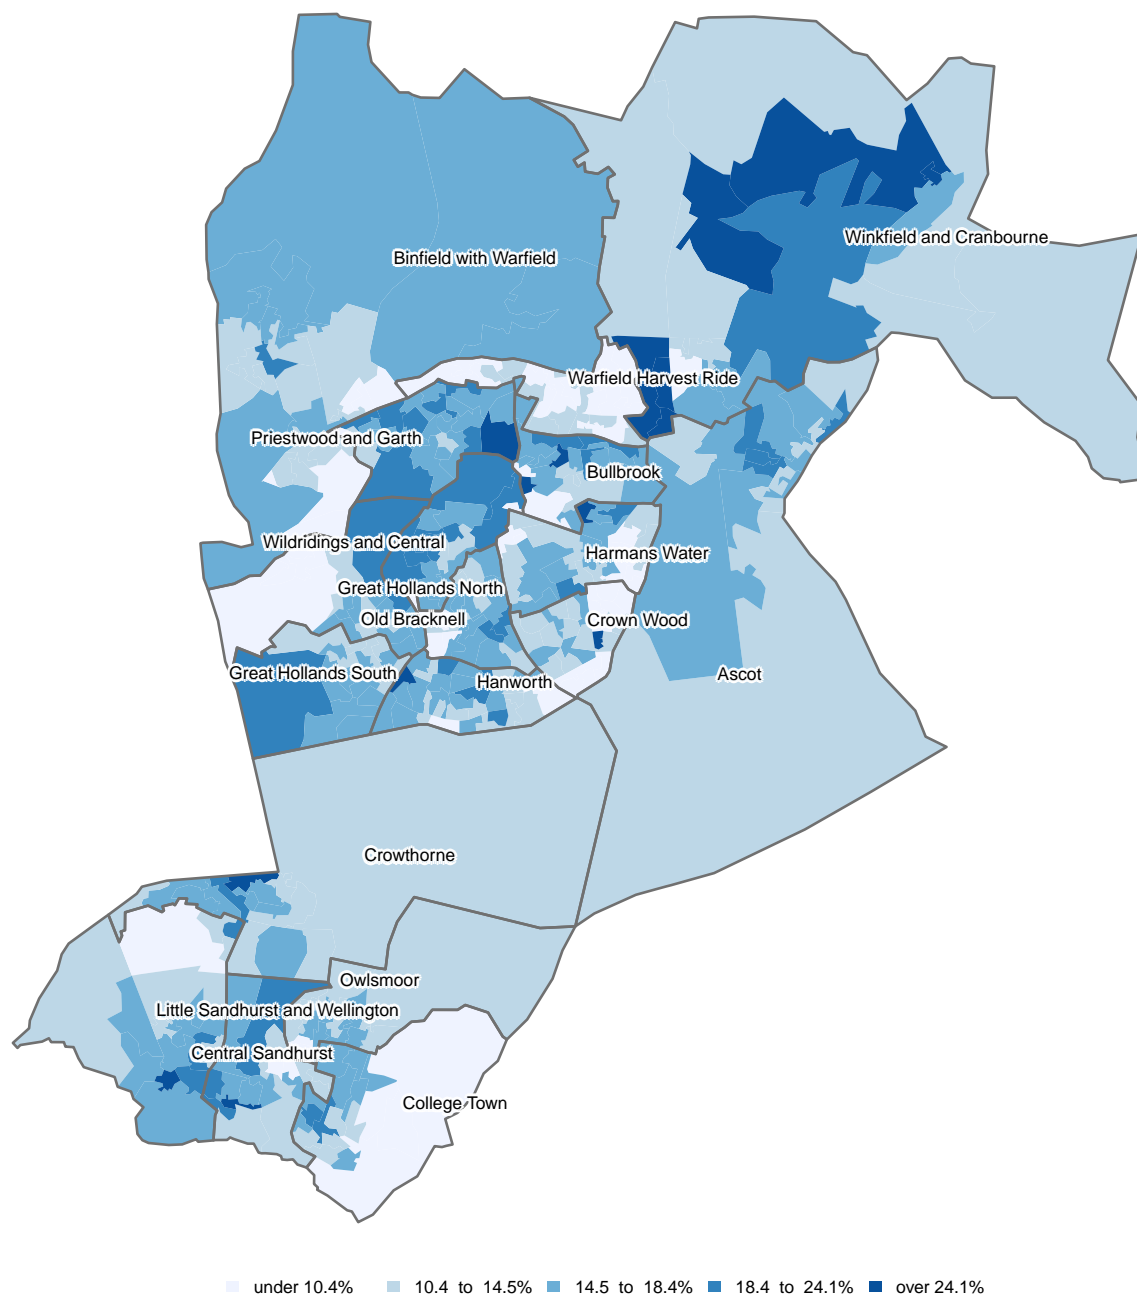 Winkfield and Cranbourne
Binfield with Warfield
Warfield Harvest Ride
Priestwood and Garth
Bullbrook
Wildridings and Central
Harmans Water
Great Hollands North
Old Bracknell
Crown Wood
Great Hollands South
Hanworth
Ascot
Crowthorne
Owlsmoor
Little Sandhurst and Wellington
Central Sandhurst
College Town
under 10.4% 10.4 to 14.5% 14.5 to 18.4% 18.4 to 24.1% over 24.1%